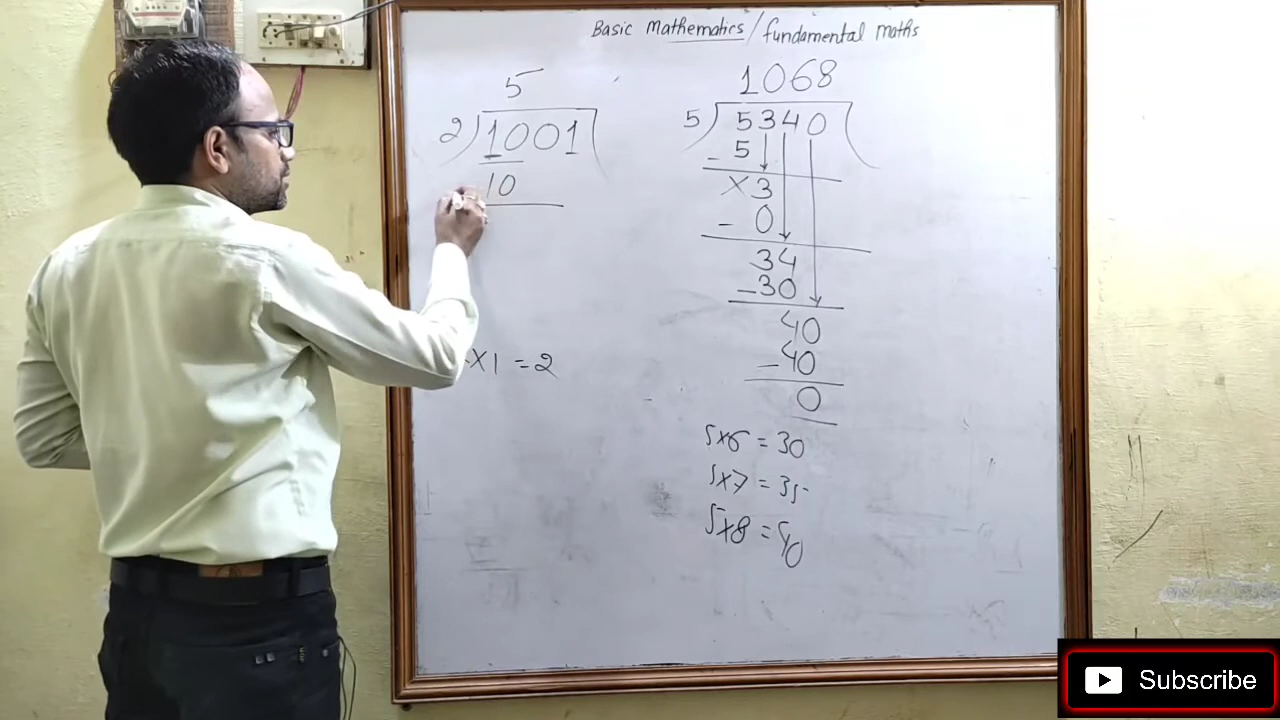 Basic Mathematics / fundamental maths
5
2) 1001 (
10
×1 = 2
1068
5) 5340 (
- 5
×3
- 0
34
-30
40
-40
0
5×6 = 30
5×7 = 35
5×8 = 40
Subscribe